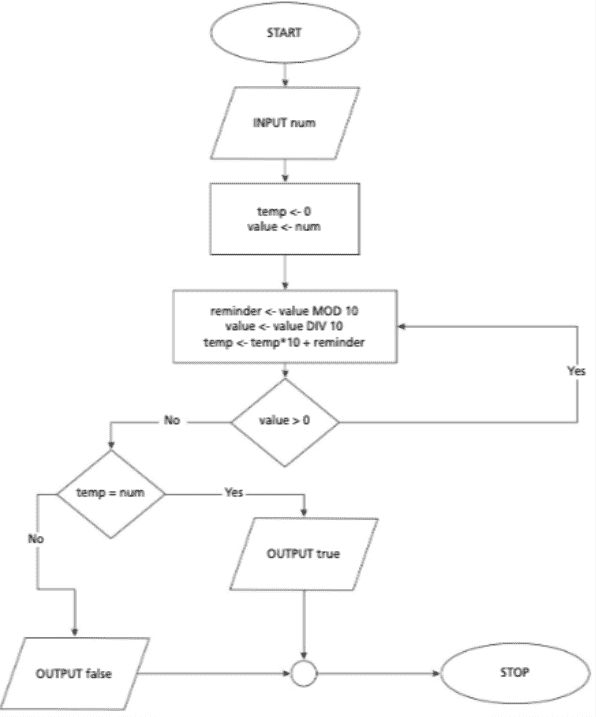 START
INPUT num
temp <- 0
value <- num
reminder <- value MOD 10
value <- value DIV 10
temp <- temp*10 + reminder
Yes
value > 0
No
temp = num
Yes
No
OUTPUT true
OUTPUT false
STOP